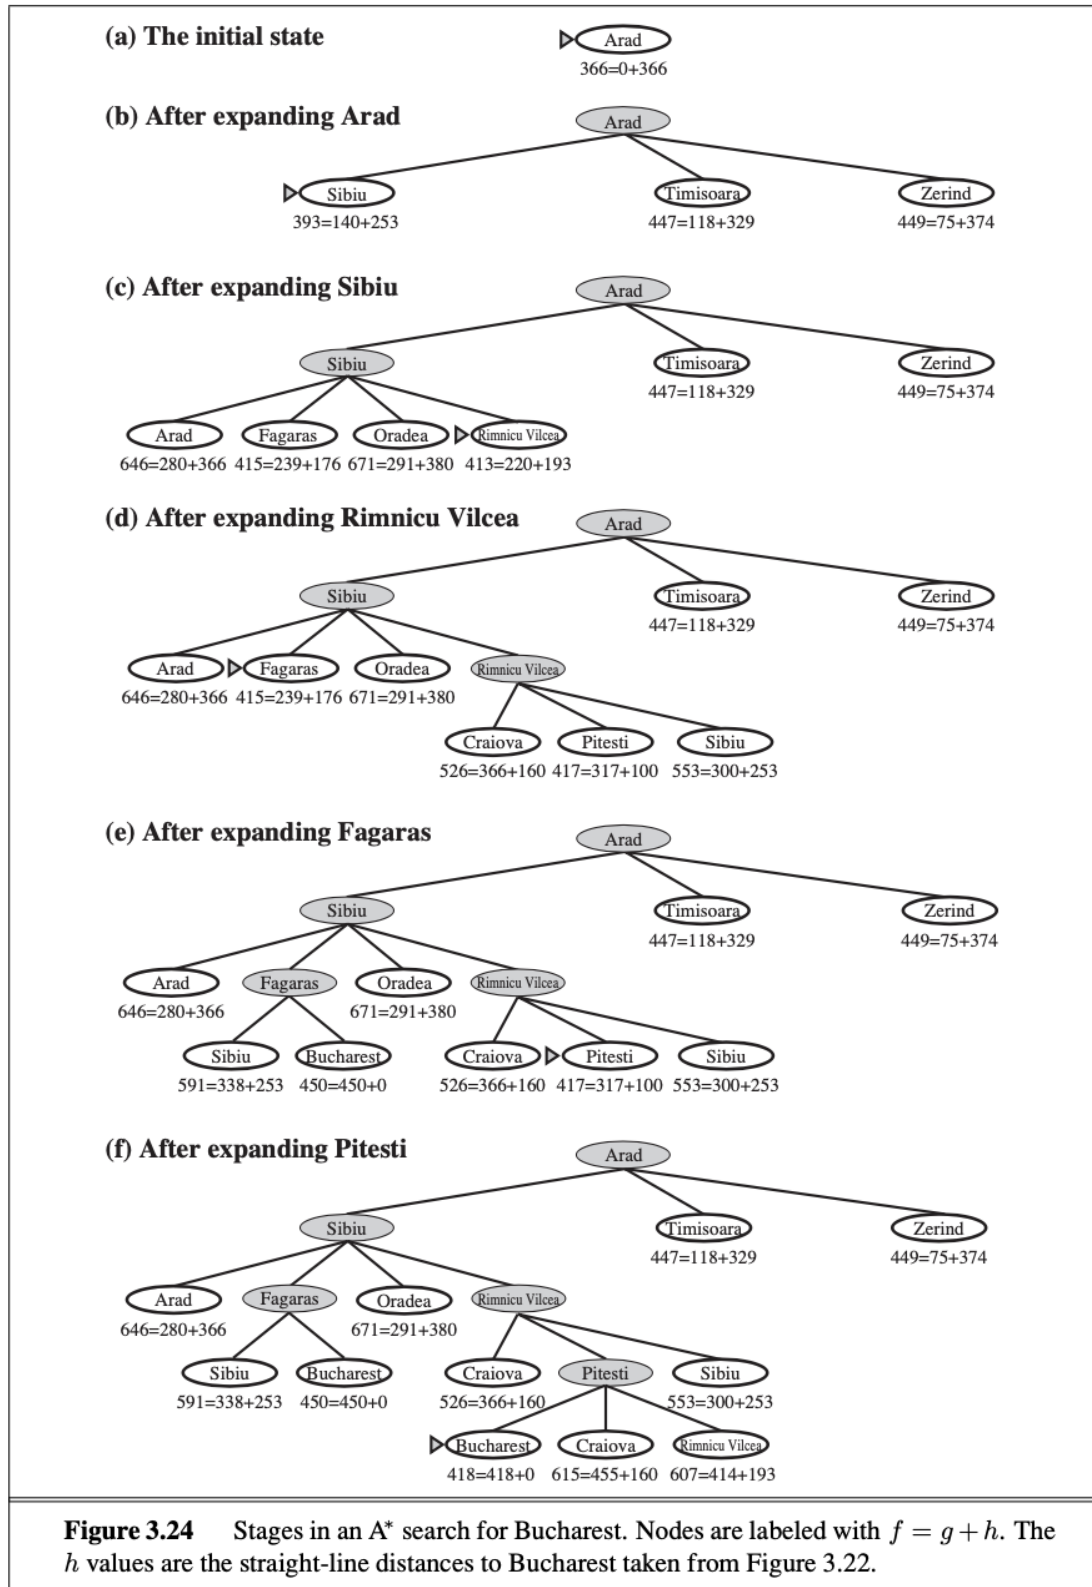 (a) The initial state
Arad
366=0+366
(b) After expanding Arad
Arad
Sibiu Timisoara Zerind
393=140+253 447=118+329 449=75+374
(c) After expanding Sibiu
Arad
Sibiu Timisoara Zerind
447=118+329 449=75+374
Arad Fagaras Oradea Rimnicu Vilcea
646=280+366 415=239+176 671=291+380 413=220+193
(d) After expanding Rimnicu Vilcea
Arad
Sibiu Timisoara Zerind
447=118+329 449=75+374
Arad Fagaras Oradea Rimnicu Vilcea
646=280+366 415=239+176 671=291+380
Craiova Pitesti Sibiu
526=366+160 417=317+100 553=300+253
(e) After expanding Fagaras
Arad
Sibiu Timisoara Zerind
447=118+329 449=75+374
Arad Fagaras Oradea Rimnicu Vilcea
646=280+366 671=291+380
Sibiu Bucharest Craiova Pitesti Sibiu
591=338+253 450=450+0 526=366+160 417=317+100 553=300+253
(f) After expanding Pitesti
Arad
Sibiu Timisoara Zerind
447=118+329 449=75+374
Arad Fagaras Oradea Rimnicu Vilcea
646=280+366 671=291+380
Sibiu Bucharest Craiova Pitesti Sibiu
591=338+253 450=450+0 526=366+160 553=300+253
Bucharest Craiova Rimnicu Vilcea
418=418+0 615=455+160 607=414+193
Figure 3.24 Stages in an A* search for Bucharest. Nodes are labeled with f = g + h. The
h values are the straight-line distances to Bucharest taken from Figure 3.22.